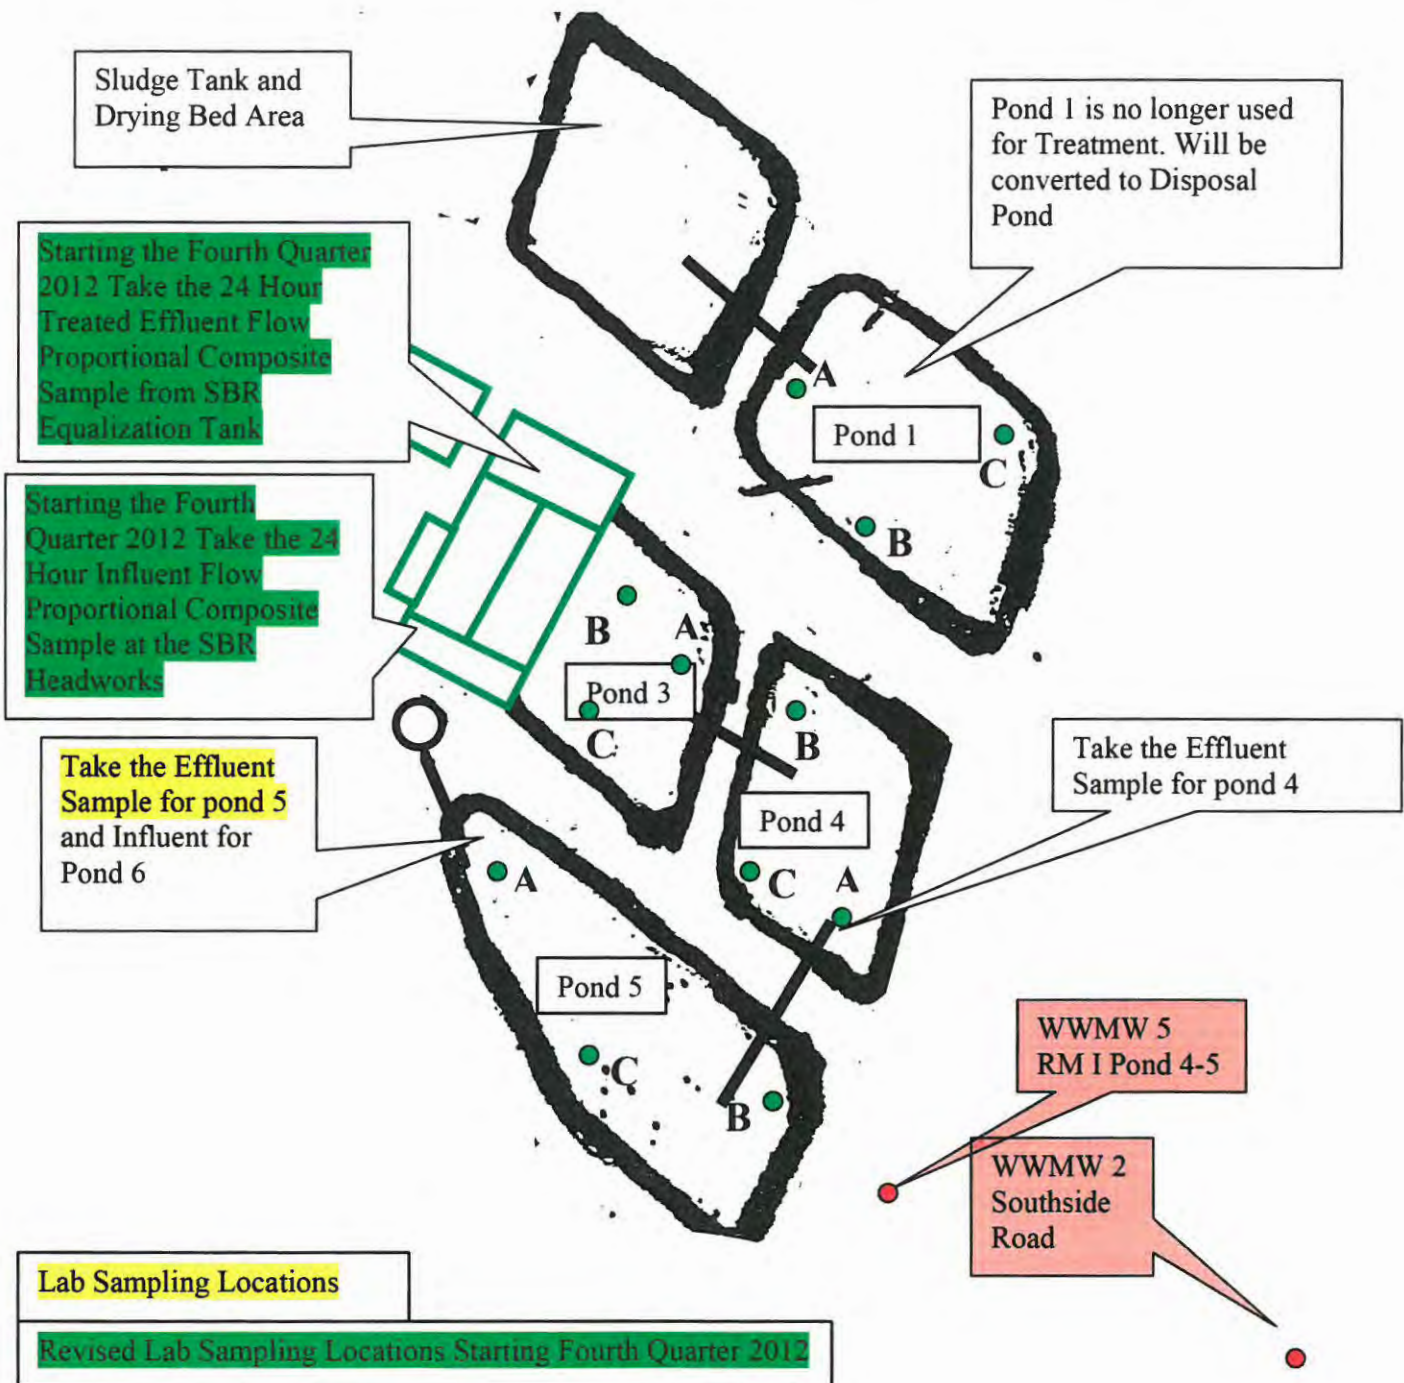 Sludge Tank and
Drying Bed Area
Pond 1 is no longer used
for Treatment. Will be
converted to Disposal
Pond
Starting the Fourth Quarter
2012 Take the 24 Hour
Treated Effluent Flow
Proportional Composite
Sample from SBR
Equalization Tank
A
Pond 1
C
B
Starting the Fourth
Quarter 2012 Take the 24
Hour Influent Flow
Proportional Composite
Sample at the SBR
Headworks
B
A
Pond 3
C
B
Pond 4
C
A
Take the Effluent
Sample for pond 4
Take the Effluent
Sample for pond 5
and Influent for
Pond 6
A
Pond 5
C
B
WWMW 5
RM I Pond 4-5
WWMW 2
Southside
Road
Lab Sampling Locations
Revised Lab Sampling Locations Starting Fourth Quarter 2012